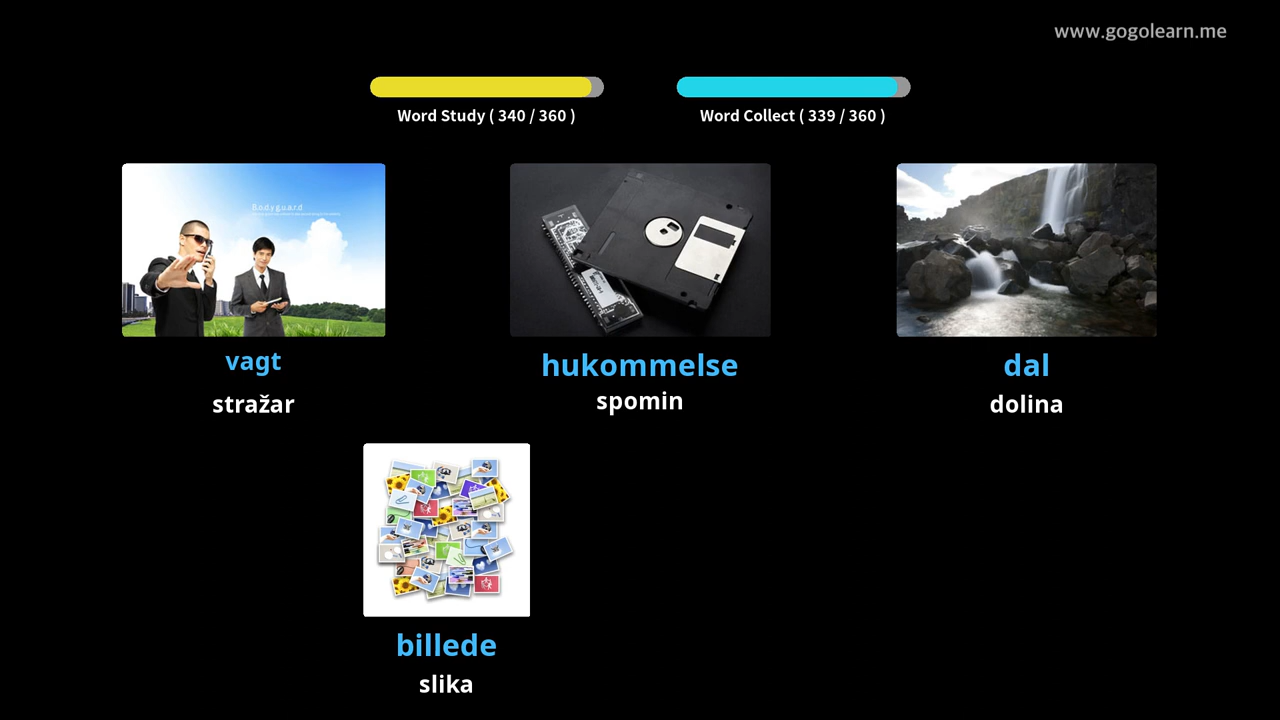 www.gogolearn.me
Word Study ( 340 / 360 )
Word Collect ( 339 / 360 )
Bodyguard
vagt
hukommelse
dal
stražar
spomin
dolina
billede
slika